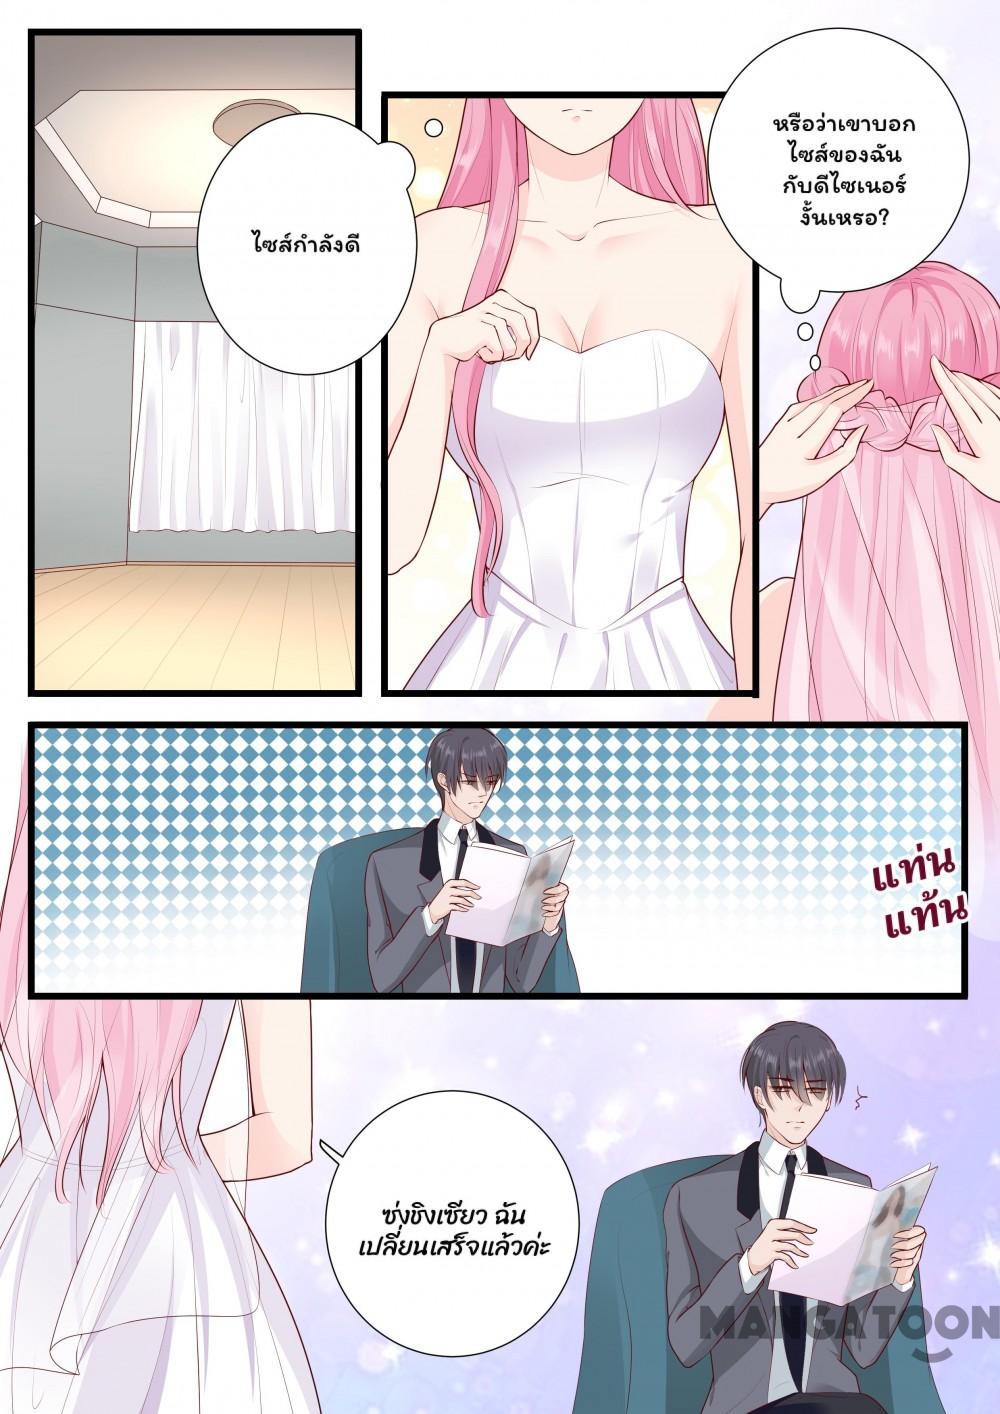 ไซส์กำลังดี
หรือว่าเขาบอก
ไซส์ของฉัน
กับดีไซเนอร์
งั้นเหรอ?
แท่น
แท้น
ซ่งชิงเซียว ฉัน
เปลี่ยนเสร็จแล้วค่ะ
MANGATOON